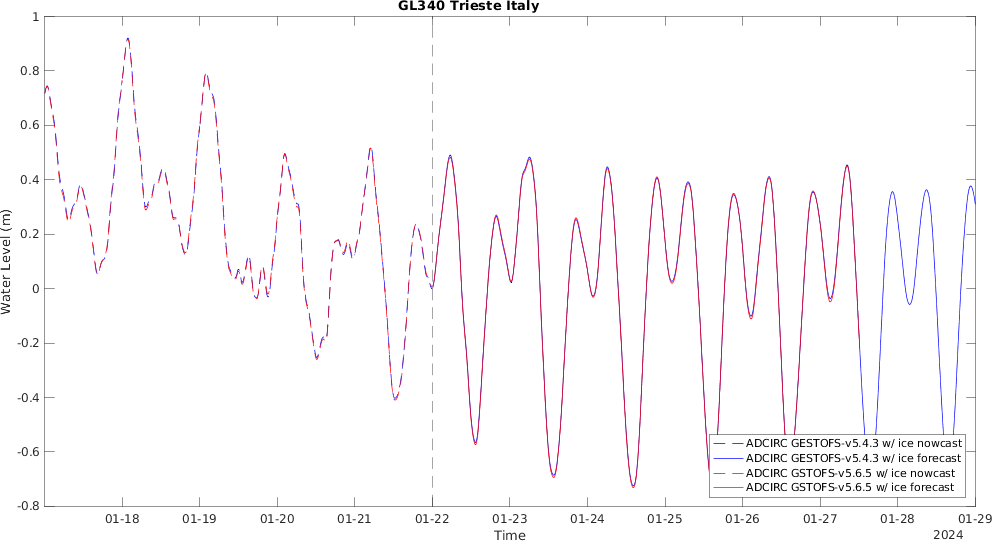 GL340 Trieste Italy
1
0.8
0.6
0.4
0.2
0
-0.2
-0.4
-0.6
-0.8
Water Level (m)
ADCIRC GESTOFS-v5.4.3 w/ ice nowcast
ADCIRC GESTOFS-v5.4.3 w/ ice forecast
ADCIRC GSTOFS-v5.6.5 w/ ice nowcast
ADCIRC GSTOFS-v5.6.5 w/ ice forecast
01-18 01-19 01-20 01-21 01-22 01-23 01-24 01-25 01-26 01-27 01-28 01-29
Time
2024